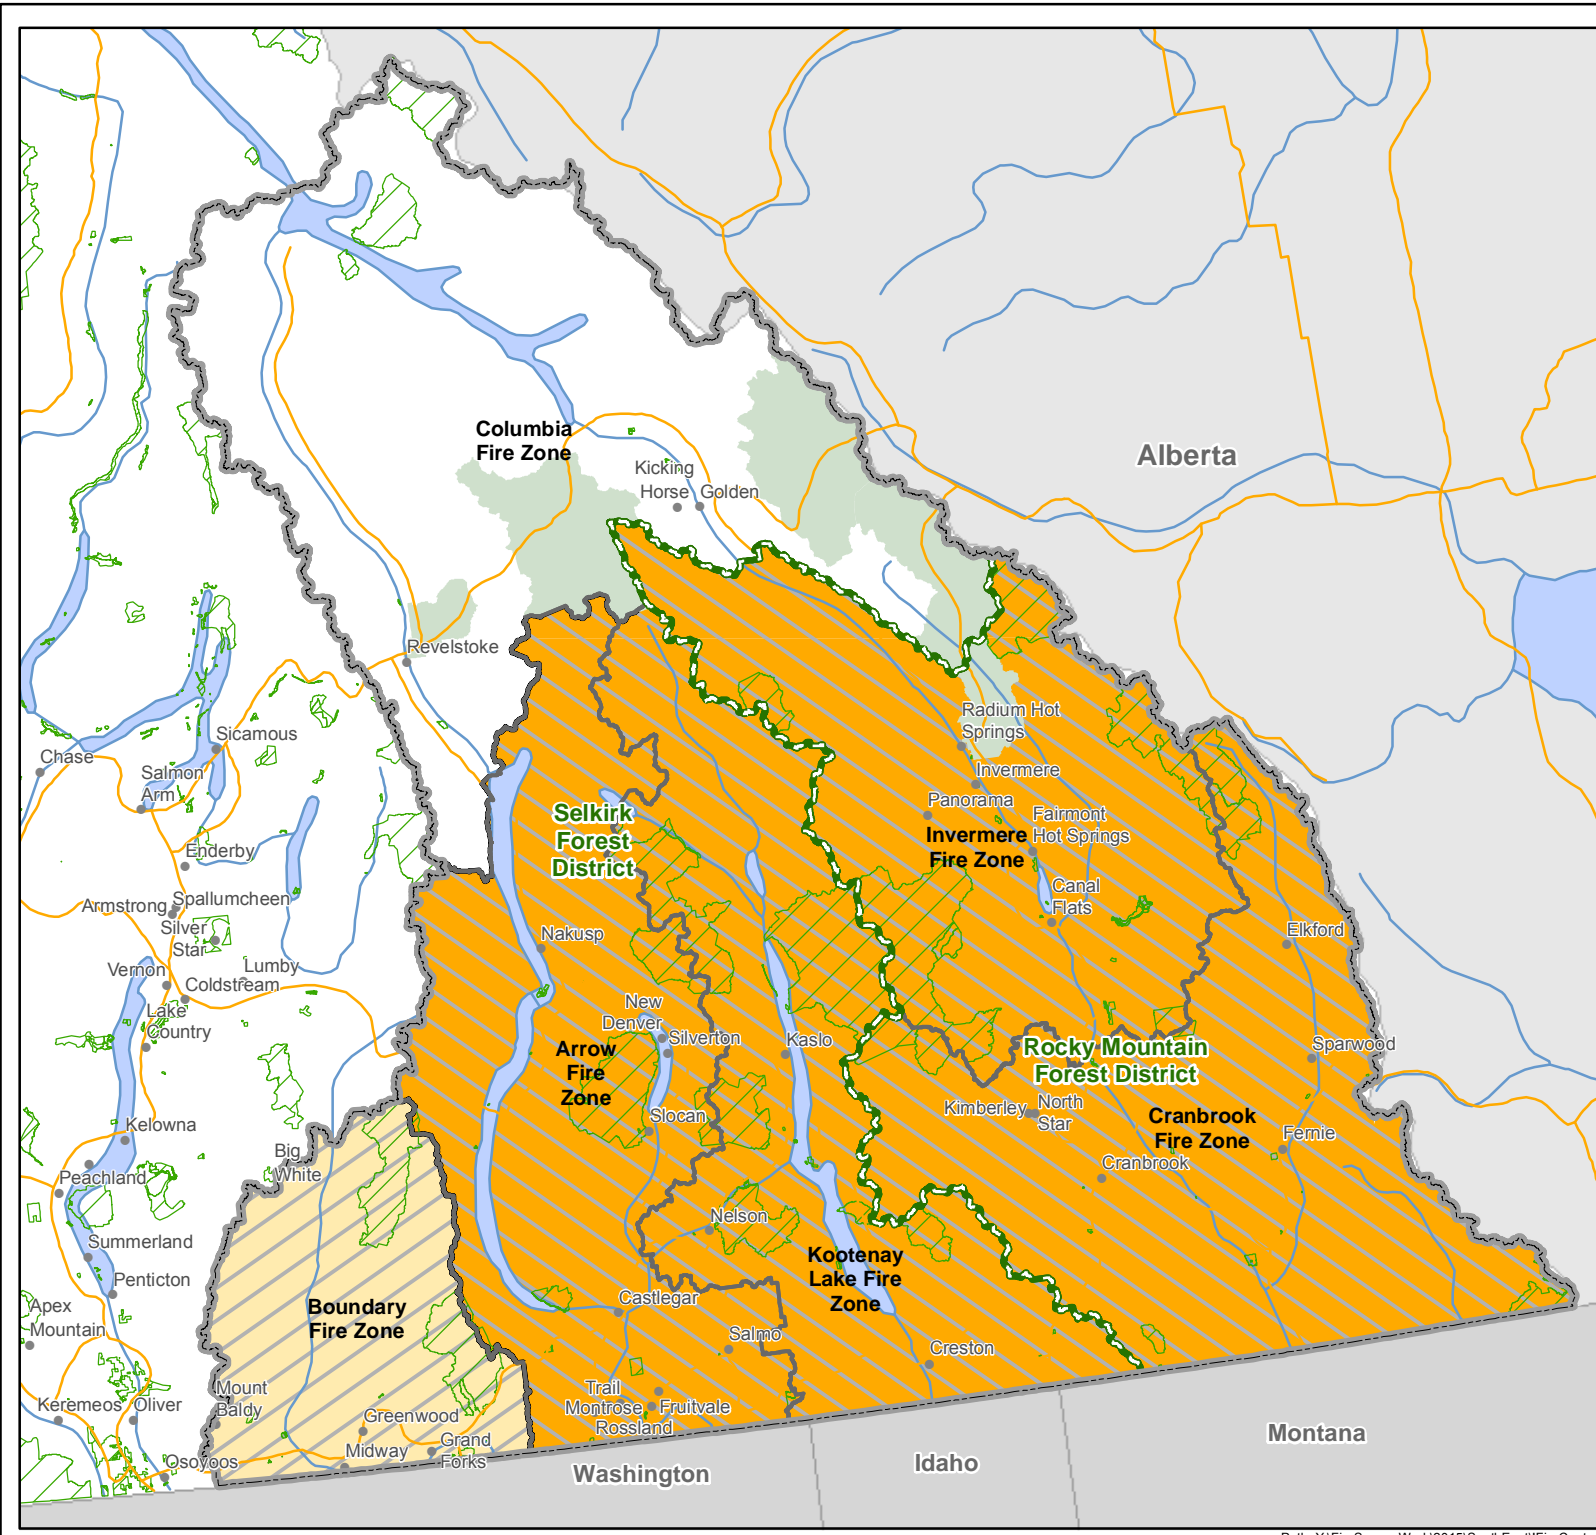 Columbia
Fire Zone
Alberta
Kicking
Horse
Golden
Revelstoke
Radium Hot
Springs
Sicamous
Chase
Salmon
Arm
Invermere
Panorama
Fairmont
Hot Springs
Selkirk
Forest
District
Invermere
Fire Zone
Enderby
Canal
Flats
Armstrong
Spallumcheen
Silver
Star
Nakusp
Elkford
Vernon
Lumby
Coldstream
Lake
Country
New
Denver
Silverton
Arrow
Fire
Zone
Kaslo
Rocky Mountain
Forest District
Sparwood
Kimberley
North
Star
Cranbrook
Fire Zone
Slocan
Kelowna
Fernie
Big
White
Peachland
Cranbrook
Nelson
Summerland
Kootenay
Lake Fire
Zone
Penticton
Apex
Mountain
Boundary
Fire Zone
Castlegar
Salmo
Creston
Mount
Baldy
Trail
Montrose
Fruitvale
Rossland
Keremeos
Oliver
Greenwood
Midway
Grand
Forks
Osoyoos
Washington
Idaho
Montana